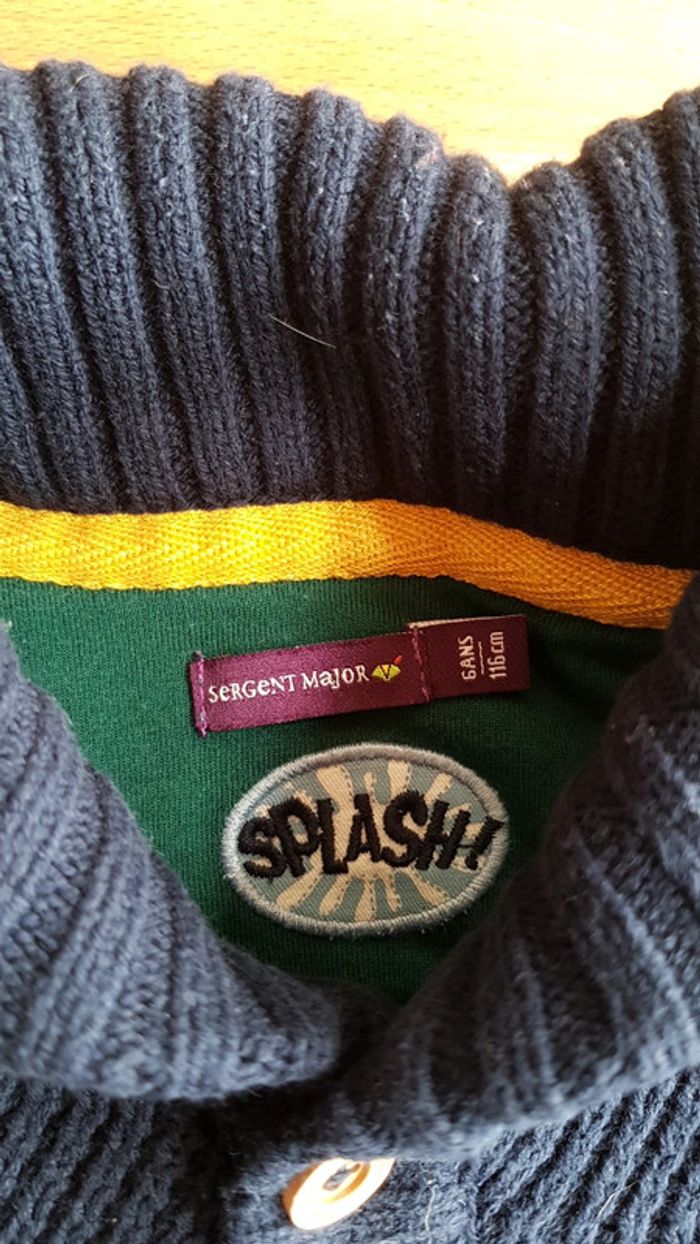 SeRGeNT MaJOR
6ANS
116cm
SPLASH!